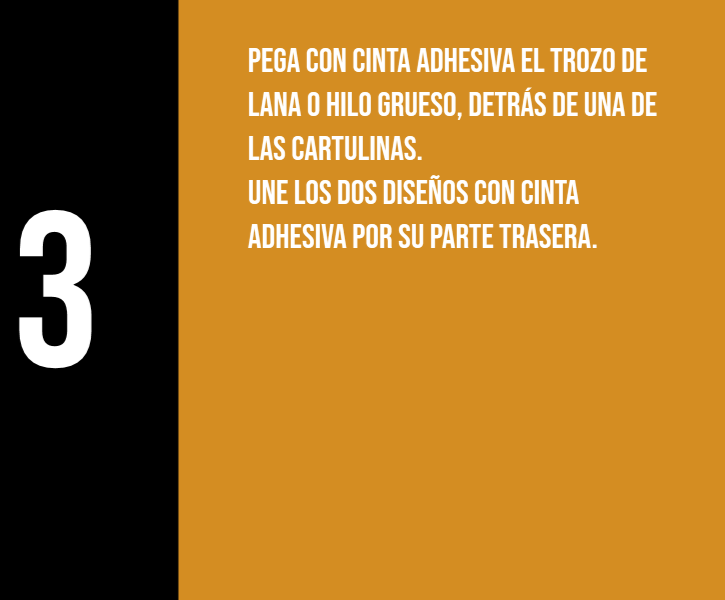 PEGA CON CINTA ADHESIVA EL TROZO DE
LANA O HILO GRUESO, DETRÁS DE UNA DE
LAS CARTULINAS.
UNE LOS DOS DISEÑOS CON CINTA
ADHESIVA POR SU PARTE TRASERA.
3